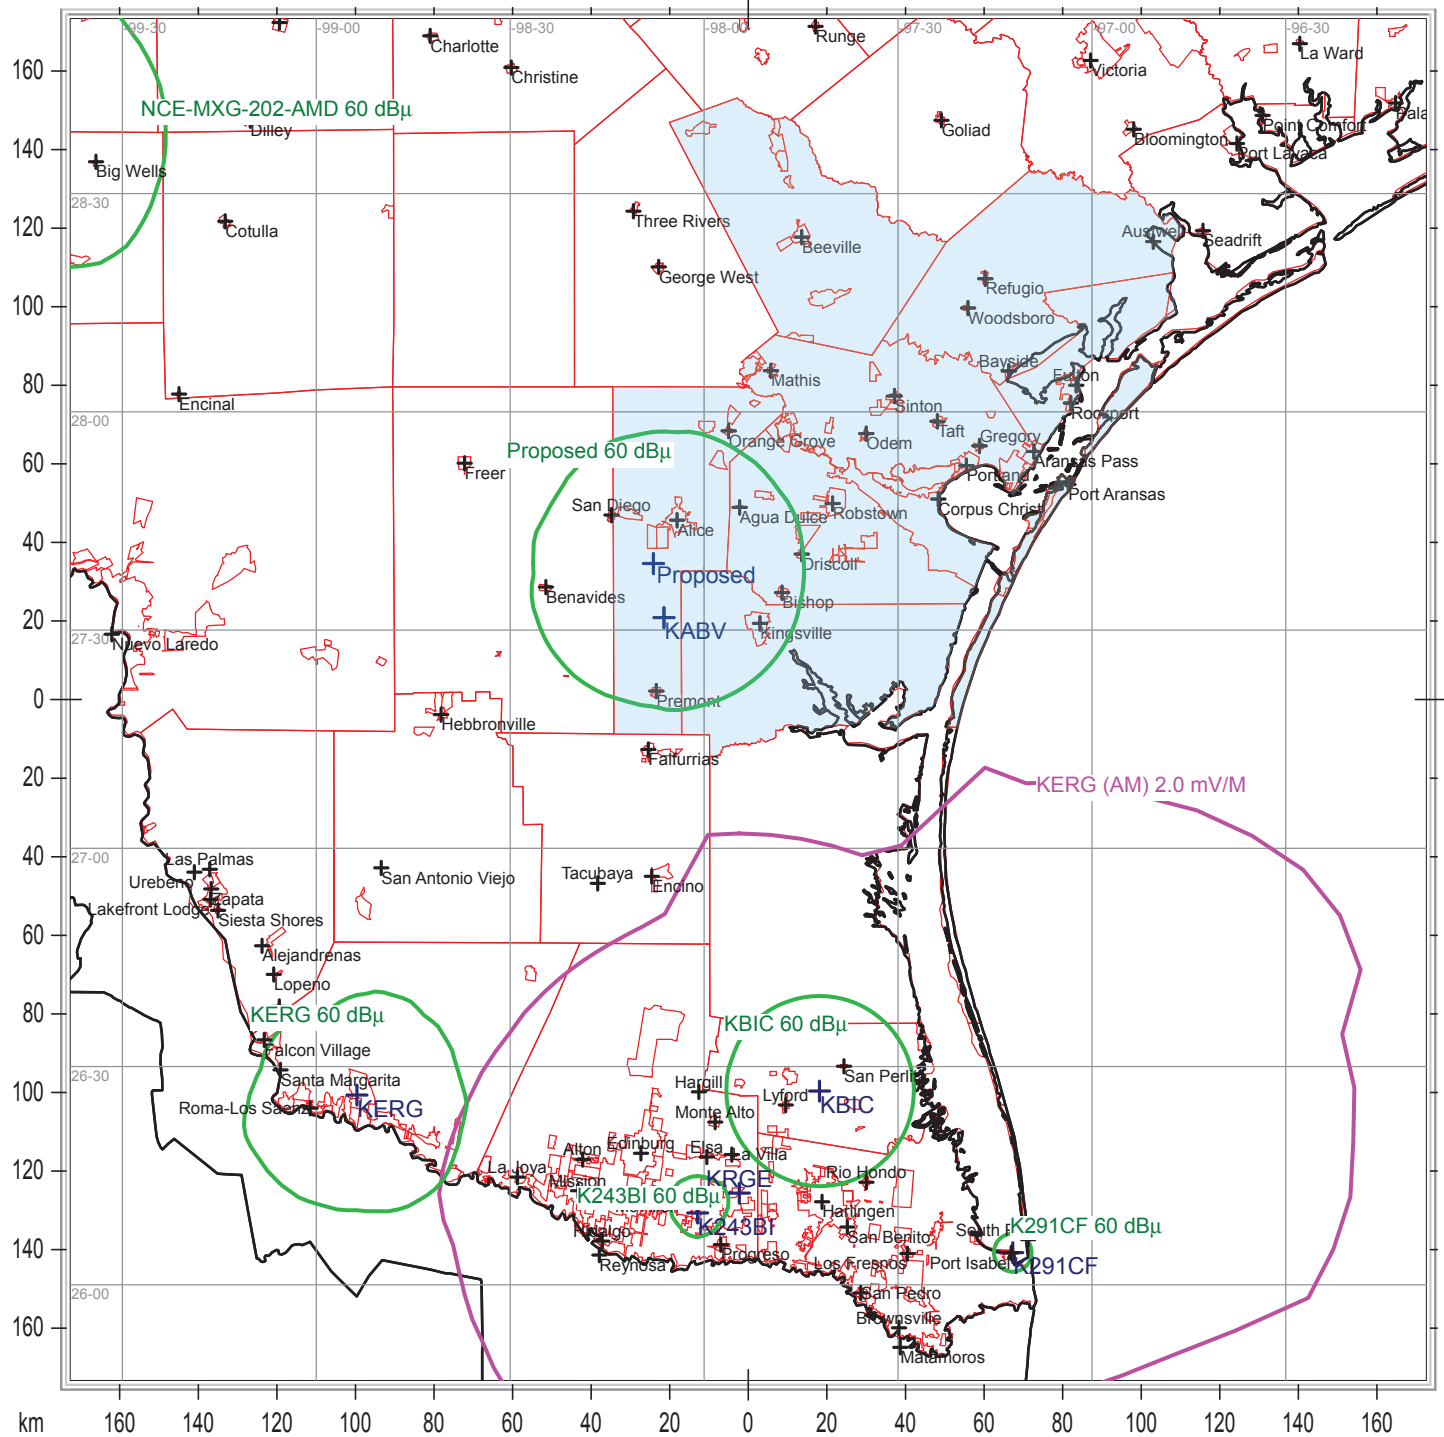 -99-30
-99-00
-98-30
-98-00
-97-30
-97-00
-96-30
Charlotte
Runge
La Ward
Christine
Victoria
160
NCE-MXG-202-AMD 60 dBµ
Dilley
Goliad
Point Comfort
Pala
140
Bloomington
Port Lavaca
Big Wells
28-30
Three Rivers
120
Cotulla
Beeville
Seadrift
George West
Refugio
100
Woodsboro
Bayside
Mathis
80
Encinal
Sinton
Rockport
28-00
Taft
Orange Grove
Odem
Gregory
Proposed 60 dBµ
Aransas Pass
60
Freer
Portland
Port Aransas
San Diego
Corpus Christ
Agua Dulce
Robstown
Alice
40
Driscoll
Proposed
Benavides
Bishop
20
KABV
Kingsville
27-30
Nuevo Laredo
0
Premont
Hebbronville
Falfurrias
20
KERG (AM) 2.0 mV/M
40
27-00
Las Palmas
Urebeno
San Antonio Viejo
Tacubaya
Encino
Zapata
Lakefront Lodge
Siesta Shores
60
Alejandrenas
Lopeno
80
KERG 60 dBµ
KBIC 60 dBµ
Falcon Village
26-30
Santa Margarita
Hargill
San Perli
100
Roma-Los Saenz
KERG
Lyford
KBIC
Monte Alto
Alton
Edinburg
Elsa
La Villa
120
La Joya
Rio Hondo
Mission
KRGE
K243BI 60 dBµ
Harlingen
K243BI
Hidalgo
San Benito
South
K291CF 60 dBµ
140
Progreso
Reynosa
Los Fresnos
Port Isabel
K291CF
26-00
San Pedro
Brownsville
160
Matamoros
km
160
140
120
100
80
60
40
20
0
20
40
60
80
100
120
140
160